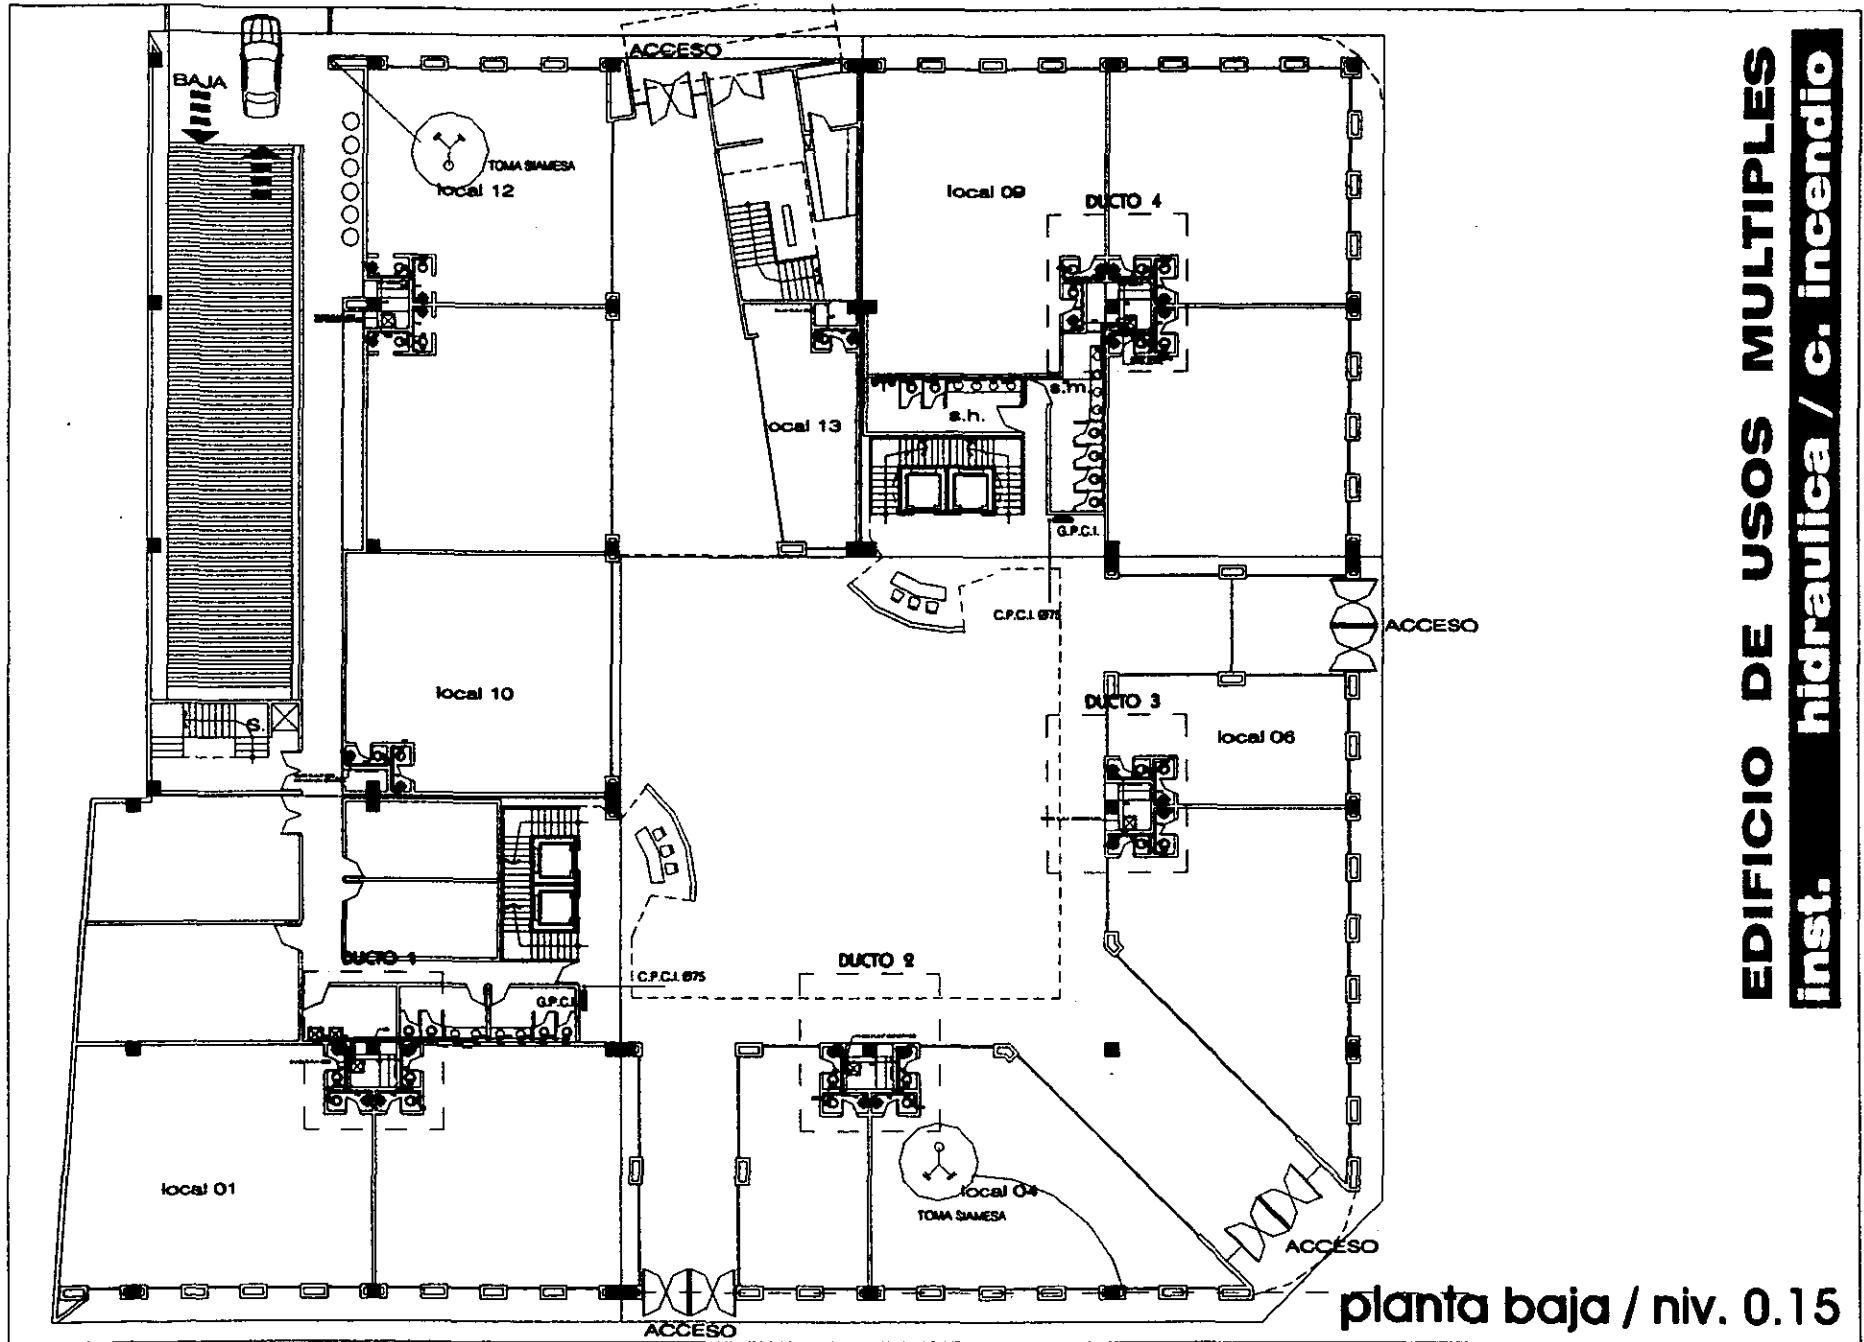 ACCESO
BAJA
TOMA SIAMESA
local 12
local 09
DUCTO 4
s.m.
s.h.
local 13
G.P.C.I.
C.P.C.I. Ø75
ACCESO
local 10
DUCTO 3
S.
local 06
DUCTO 1
DUCTO 2
C.P.C.I. Ø75
G.P.C.I.
local 01
local 04
TOMA SIAMESA
ACCESO
ACCESO
EDIFICIO DE USOS MULTIPLES
inst. hidraulica / c. incendio
planta baja / niv. 0.15